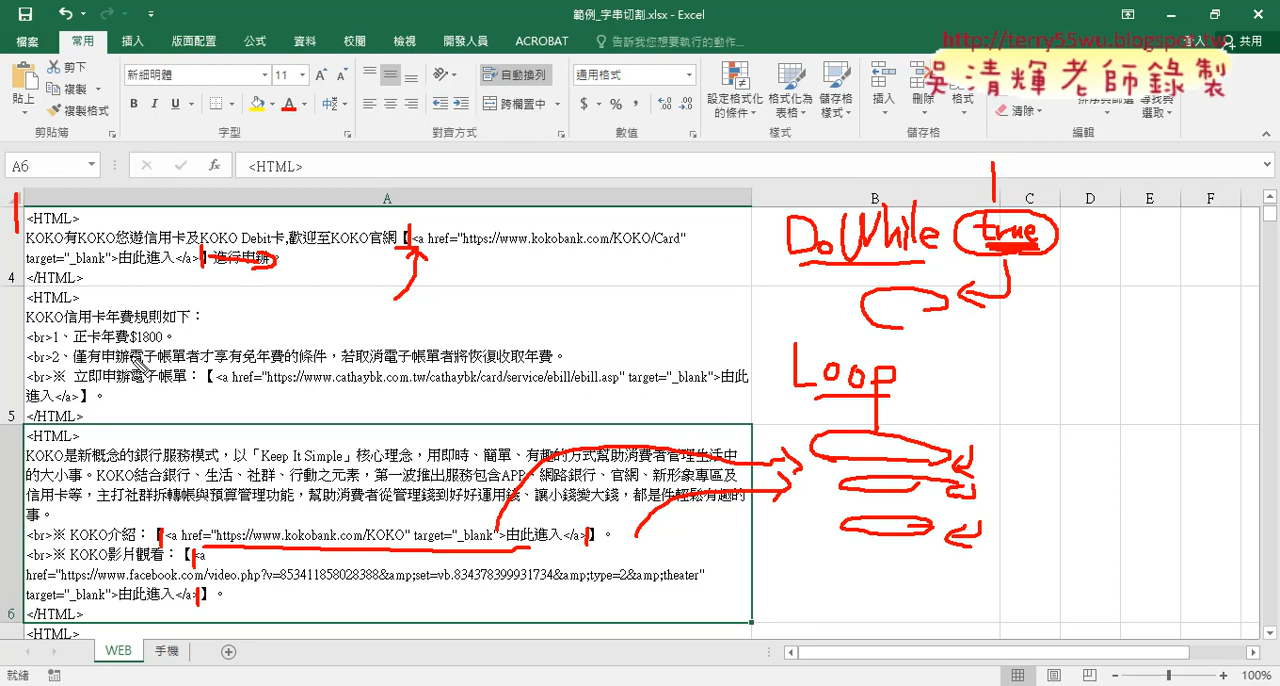 範例_字串切割.xlsx - Excel
檔案 常用 插入 版面配置 公式 資料 校閱 檢視 開發人員 ACROBAT 告訴我您想要執行的動作... 登入 共用
http://terry55wu.blogspot.tw
吳清輝老師錄製
貼上 剪下 複製 複製格式 剪貼簿
新細明體 11 B I U 字型
自動換列 跨欄置中 對齊方式
通用格式 $ % 數值
設定格式化的條件 格式化為表格 儲存格樣式 樣式
插入 刪除 格式 儲存格
清除 編輯
A6 fx <HTML>
A B C D E F
<HTML>
KOKO有KOKO您遊信用卡及KOKO Debit卡,歡迎至KOKO官網【<a href="https://www.kokobank.com/KOKO/Card"
target="_blank">由此進入</a>】進行申辦。
</HTML>
4
<HTML>
KOKO信用卡年費規則如下：
<br>1、正卡年費$1800。
<br>2、僅有申辦電子帳單者才享有免年費的條件，若取消電子帳單者將恢復收取年費。
<br>※ 立即申辦電子帳單：【<a href="https://www.cathaybk.com.tw/cathaybk/card/service/ebill/ebill.asp" target="_blank">由此
進入</a>】。
</HTML>
5
<HTML>
KOKO是新概念的銀行服務模式，以「Keep It Simple」核心理念，用即時、簡單、有趣的方式幫助消費者管理生活中
的大小事。KOKO結合銀行、生活、社群、行動之元素，第一波推出服務包含APP、網路銀行、官網、新形象專區及
信用卡等，主打社群頭轉帳與預算管理功能，幫助消費者從管理錢到好好運用錢、讓小錢變大錢，都是件輕鬆有趣的
事。
<br>※ KOKO介紹：【 href="https://www.kokobank.com/KOKO" target="_blank">由此進入</a>】。
<br>※ KOKO影片觀看：【<a
href="https://www.facebook.com/video.php?v=853411858028388&amp;set=vb.834378399931734&amp;type=2&amp;theater"
target="_blank">由此進入</a>】。
</HTML>
6
<HTML>
Do While true
Loop
WEB 手機
就緒 100%